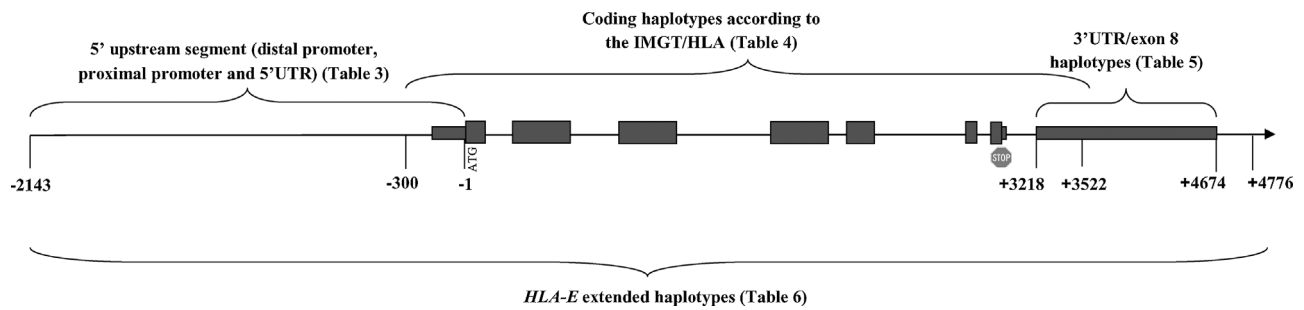 Coding haplotypes according to
the IMGT/HLA (Table 4)
5’ upstream segment (distal promoter,
proximal promoter and 5’UTR) (Table 3)
3’UTR/exon 8
haplotypes (Table 5)
ATG
STOP
-2143
-300
-1
+3218
+3522
+4674
+4776
HLA-E extended haplotypes (Table 6)